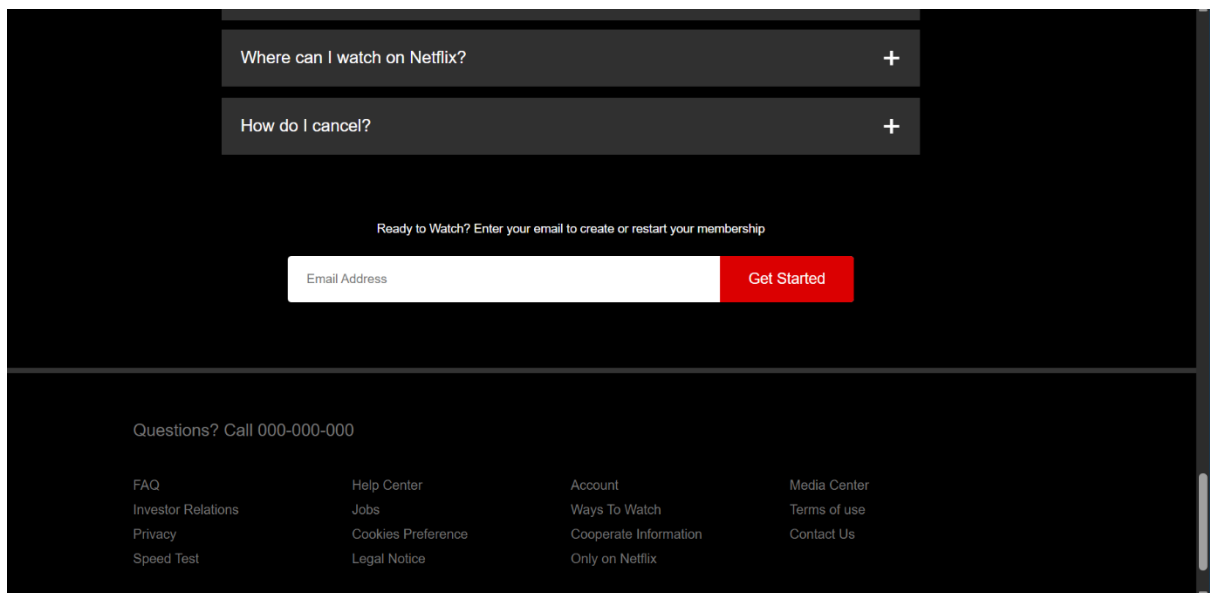 Where can I watch on Netflix? +
How do I cancel? +
Ready to Watch? Enter your email to create or restart your membership
Email Address Get Started
Questions? Call 000-000-000
FAQ Help Center Account Media Center
Investor Relations Jobs Ways To Watch Terms of use
Privacy Cookies Preference Cooperate Information Contact Us
Speed Test Legal Notice Only on Netflix